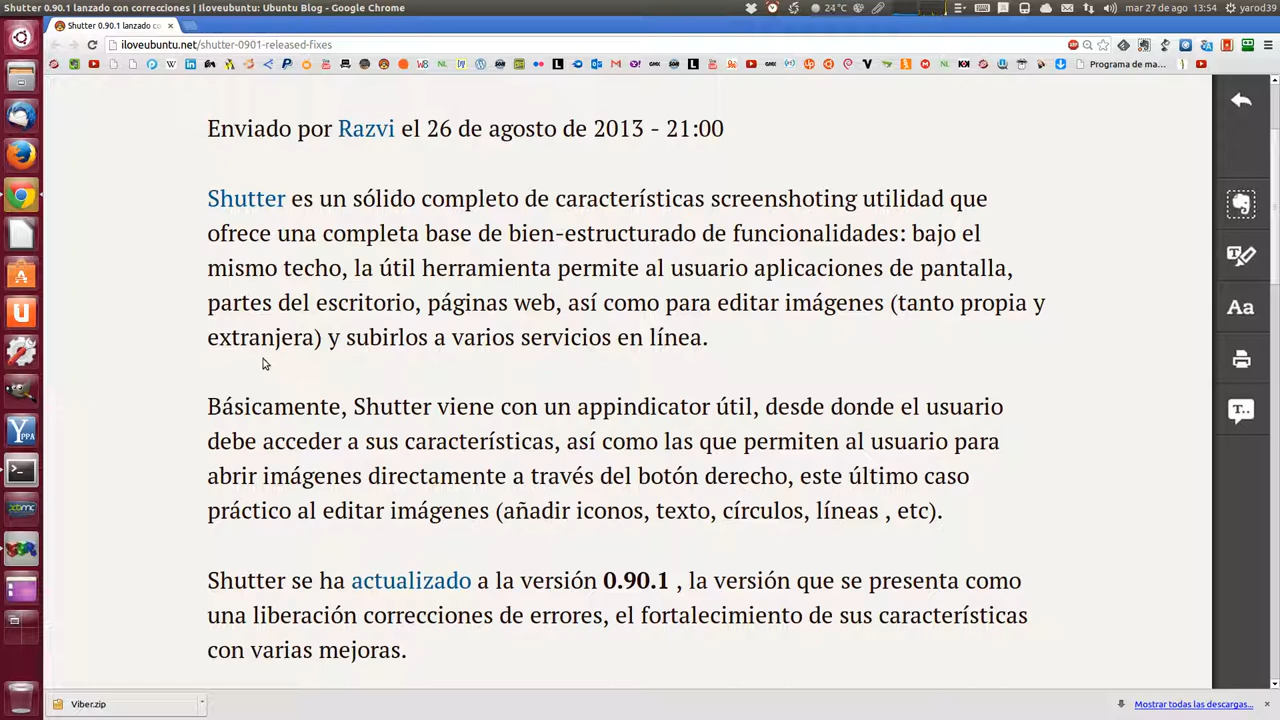 Shutter 0.90.1 lanzado con correcciones | Iloveubuntu: Ubuntu Blog - Google Chrome
24°C
mar 27 de ago
13:54
yarod39
Shutter 0.90.1 lanzado co
iloveubuntu.net/shutter-0901-released-fixes
Programa de ma...
Enviado por Razvi el 26 de agosto de 2013 - 21:00
Shutter es un sólido completo de características screenshoting utilidad que
ofrece una completa base de bien-estructurado de funcionalidades: bajo el
mismo techo, la útil herramienta permite al usuario aplicaciones de pantalla,
partes del escritorio, páginas web, así como para editar imágenes (tanto propia y
extranjera) y subirlos a varios servicios en línea.
Básicamente, Shutter viene con un appindicator útil, desde donde el usuario
debe acceder a sus características, así como las que permiten al usuario para
abrir imágenes directamente a través del botón derecho, este último caso
práctico al editar imágenes (añadir iconos, texto, círculos, líneas , etc).
Shutter se ha actualizado a la versión 0.90.1 , la versión que se presenta como
una liberación correcciones de errores, el fortalecimiento de sus características
con varias mejoras.
Aa
T..
YPPA
Viber.zip
Mostrar todas las descargas...